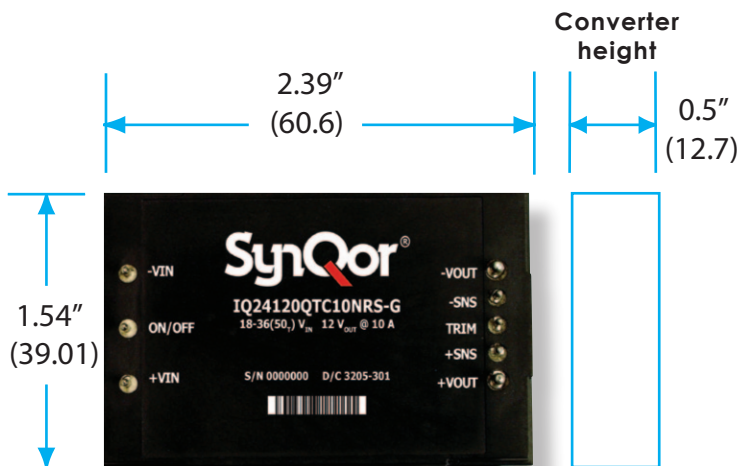 Converter
height
2.39"
(60.6)
0.5"
(12.7)
1.54"
(39.01)
SynQor®
IQ24120QTC10NRS-G
18-36(50T) VIN 12 VOUT @ 10 A
S/N 0000000 D/C 3205-301
-VIN
ON/OFF
+VIN
-VOUT
-SNS
TRIM
+SNS
+VOUT